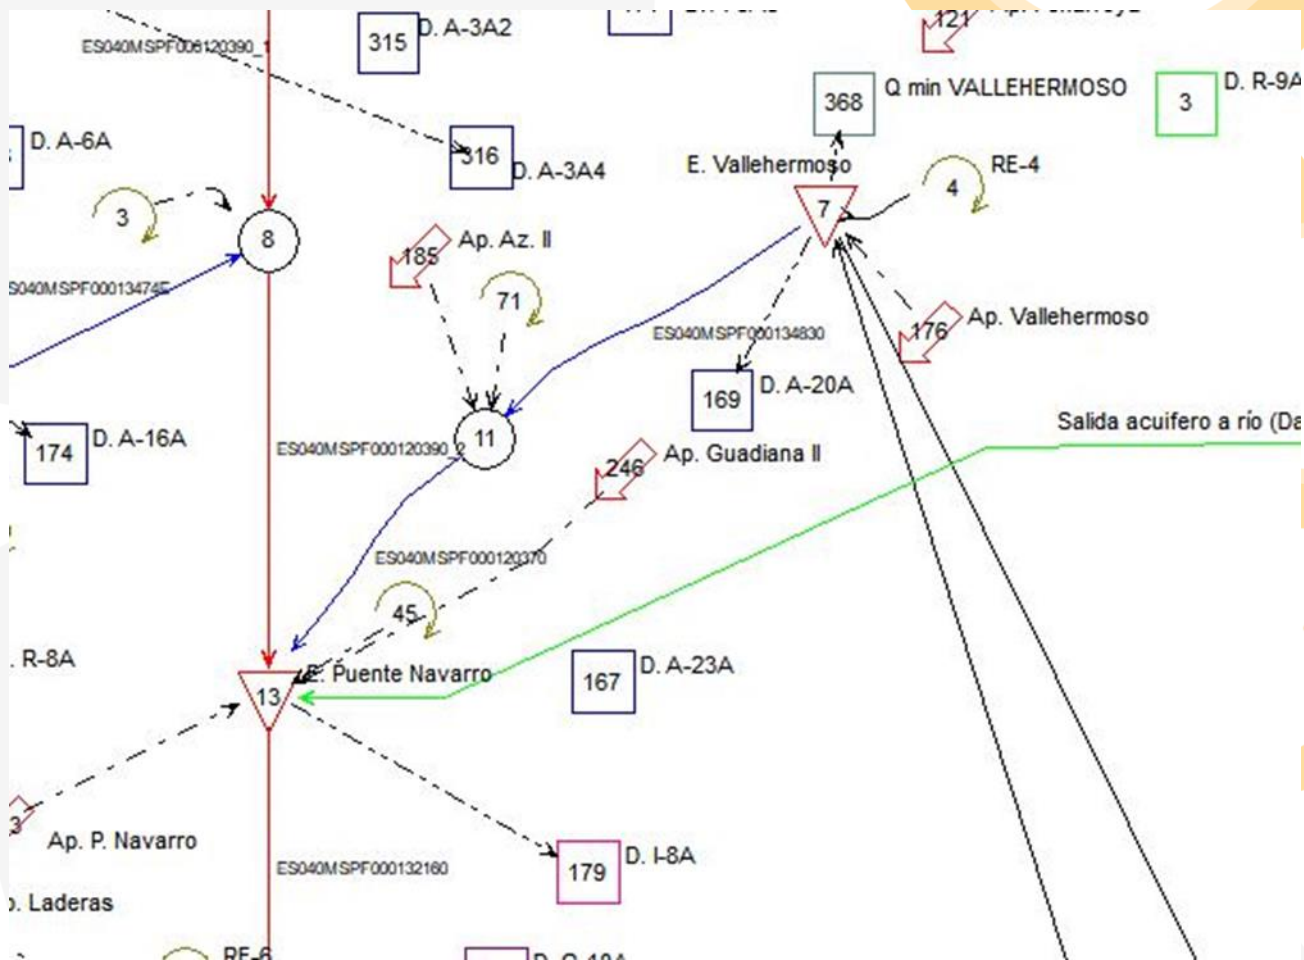 121
315
D. A-3A2
ES040MSPF006120390_1
368
Q min VALLEHERMOSO
3
D. R-9A
D. A-6A
316
D. A-3A4
E. Vallehermoso
RE-4
4
7
3
8
185
Ap. Az. II
71
S040MSPF00013474E
176
Ap. Vallehermoso
ES040MSPF000134830
169
D. A-20A
174
D. A-16A
11
ES040MSPF000120390_2
Salida acuifero a río (Da
246
Ap. Guadiana II
ES040MSPF000120370
45
. R-8A
E. Puente Navarro
13
167
D. A-23A
3
Ap. P. Navarro
179
D. I-8A
ES040MSPF000132160
. Laderas
RE-6